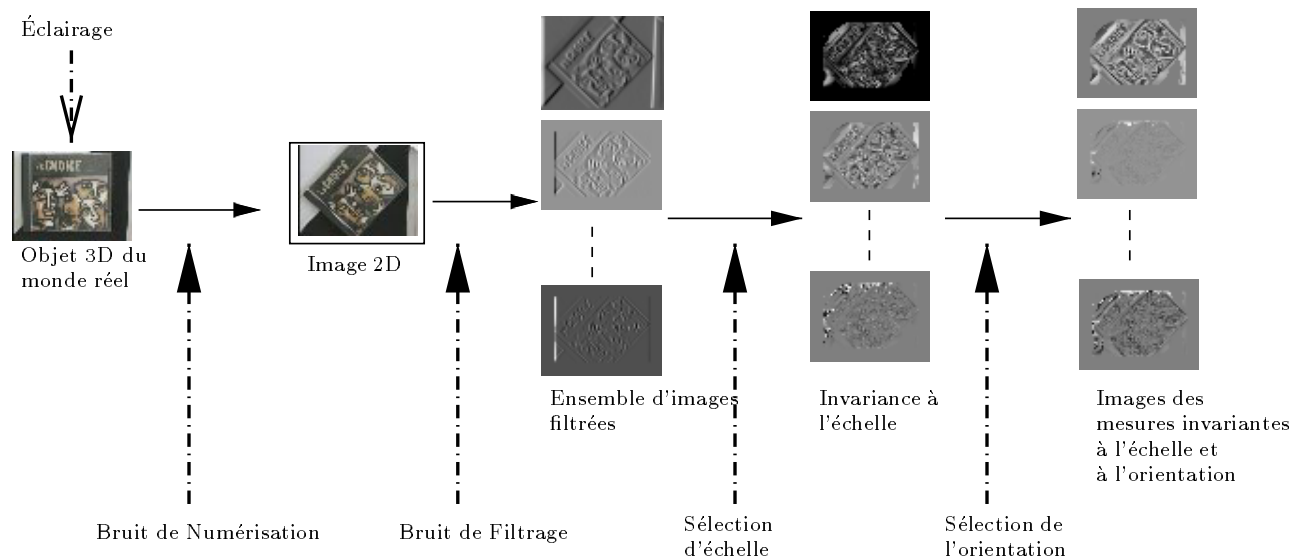 Éclairage
Objet 3D du
monde réel
Image 2D
Ensemble d'images
filtrées
Invariance à
l'échelle
Images des
mesures invariantes
à l'échelle et
à l'orientation
Bruit de Numérisation
Bruit de Filtrage
Sélection
d'échelle
Sélection de
l'orientation